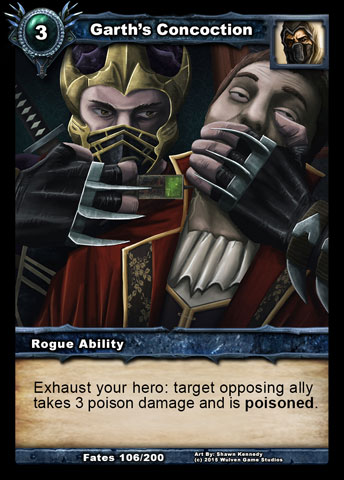 3
Garth's Concoction
Rogue Ability
Exhaust your hero: target opposing ally
takes 3 poison damage and is poisoned.
Fates 106/200
Art By: Shawn Kennedy
(c) 2015 Wulven Game Studios